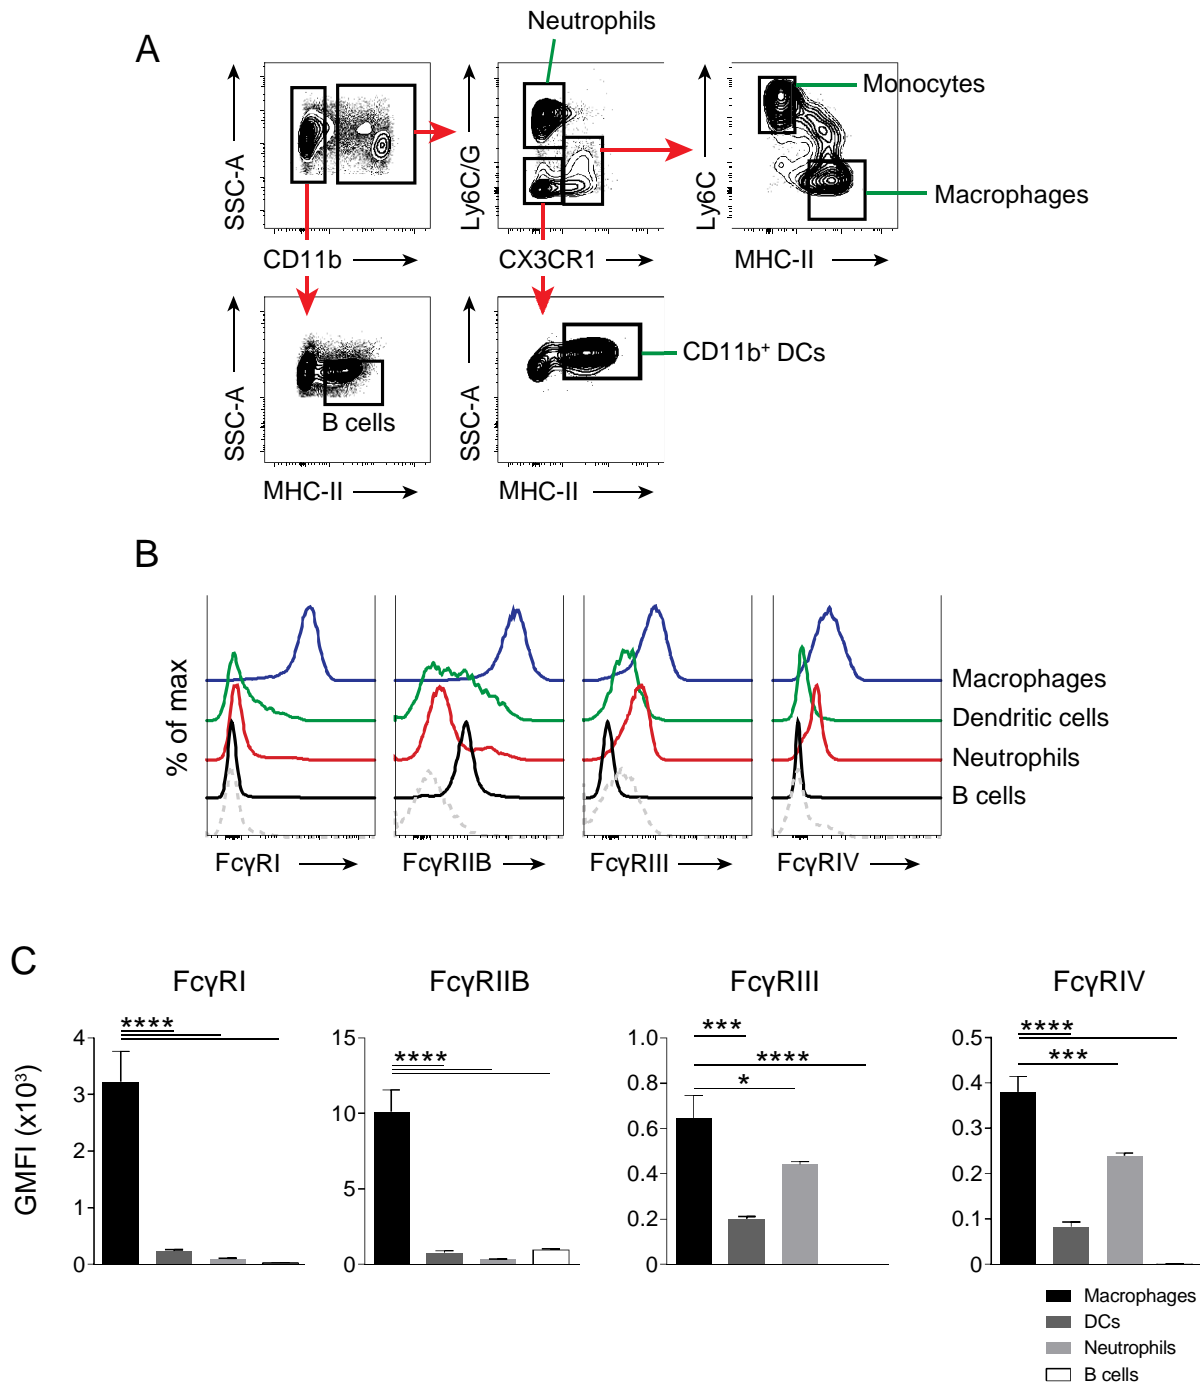 A
Neutrophils
SSC-A
CD11b
Ly6C/G
CX3CR1
Ly6C
MHC-II
Monocytes
Macrophages
SSC-A
B cells
MHC-II
SSC-A
MHC-II
CD11b⁺ DCs
B
% of max
Macrophages
Dendritic cells
Neutrophils
B cells
FcγRI
FcγRIIB
FcγRIII
FcγRIV
C
FcγRI
FcγRIIB
FcγRIII
FcγRIV
GMFI (x10³)
4
3
2
1
0
****
15
10
5
0
****
1.0
0.8
0.6
0.4
0.2
0
***
****
*
0.5
0.4
0.3
0.2
0.1
0
****
***
Macrophages
DCs
Neutrophils
B cells